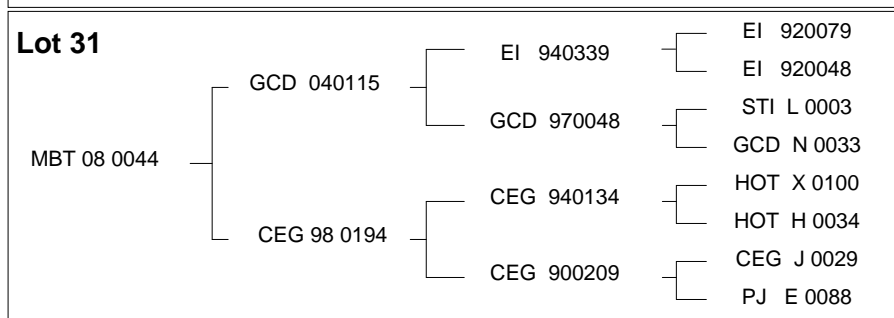 Lot 31
EI 920079
EI 940339
EI 920048
GCD 040115
STI L 0003
GCD 970048
GCD N 0033
MBT 08 0044
HOT X 0100
CEG 940134
HOT H 0034
CEG 98 0194
CEG J 0029
CEG 900209
PJ E 0088